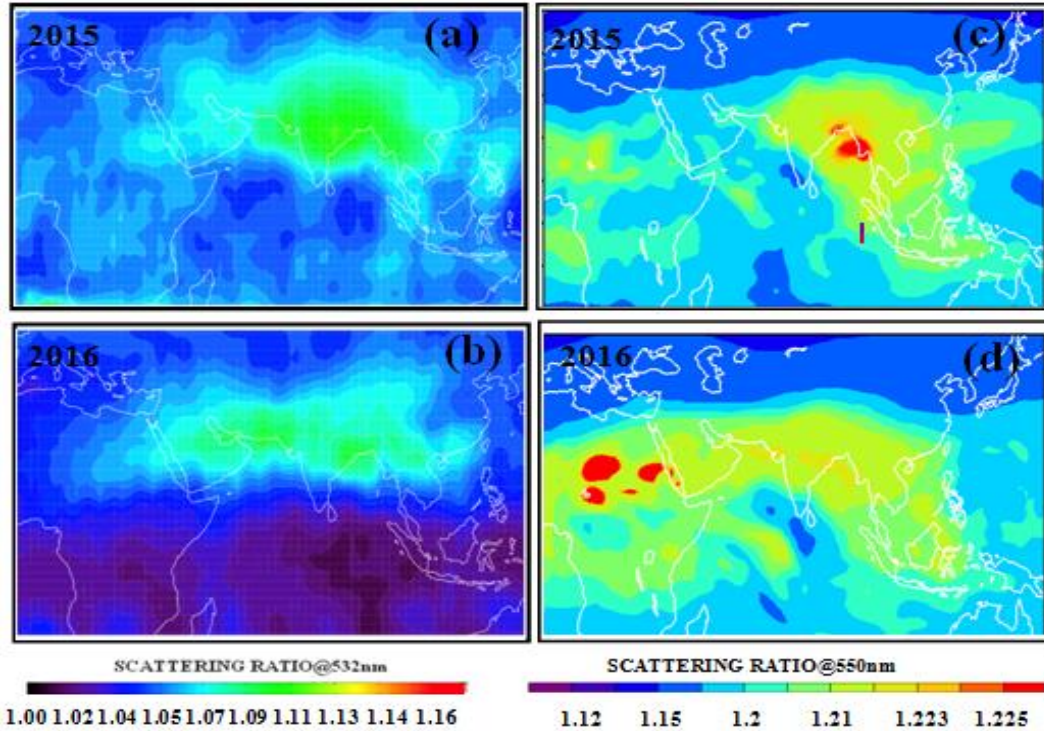 2015
(a)
2015
(c)
2016
(b)
2016
(d)
SCATTERING RATIO@532nm
SCATTERING RATIO@550nm
1.00 1.02 1.04 1.05 1.07 1.09 1.11 1.13 1.14 1.16
1.12 1.15 1.2 1.21 1.223 1.225